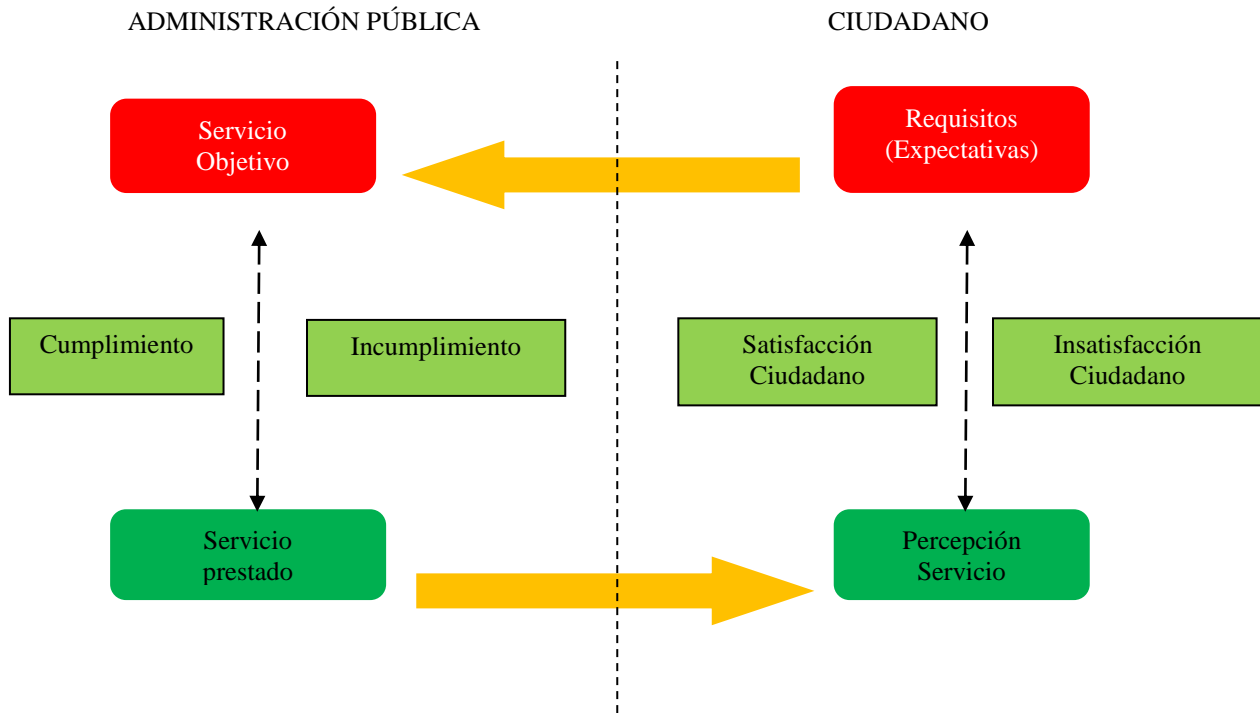 ADMINISTRACIÓN PÚBLICA
CIUDADANO
Servicio
Objetivo
Requisitos
(Expectativas)
Cumplimiento
Incumplimiento
Satisfacción
Ciudadano
Insatisfacción
Ciudadano
Servicio
prestado
Percepción
Servicio